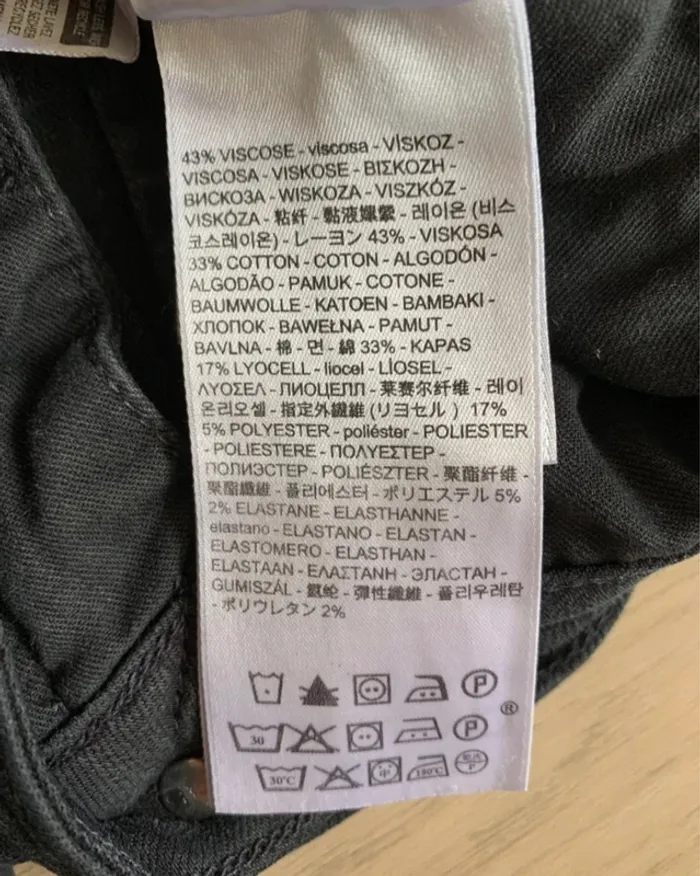 43% VISCOSE - viscosa - VİSKOZ -
VISCOSA - VISKOSE - ΒΙΣΚΟΖΗ -
ВИСКОЗА - WISKOZA - VISZKÓZ -
VISKÓZA - 粘纤 - 黏液嫘縈 - 레이온 (비스
코스레이온) - レーヨン 43% - VISKOSA
33% COTTON - COTON - ALGODÓN -
ALGODÃO - PAMUK - COTONE -
BAUMWOLLE - KATOEN - BAMBAKI -
ХЛОПОК - BAWEŁNA - PAMUT -
BAVLNA - 棉 - 면 - 綿 33% - KAPAS
17% LYOCELL - liocel - LİOSEL -
ΛΥΟΣΕΛ - ЛИОЦЕЛЛ - 莱赛尔纤维 - 레이
온리오셀 - 指定外繊維 (リヨセル ) 17%
5% POLYESTER - poliéster - POLIESTER
- POLIESTERE - ΠΟΛΥΕΣΤΕΡ -
ПОЛИЭСТЕР - POLIÉSZTER - 聚酯纤维 -
聚酯纖維 - 폴리에스터 - ポリエステル 5%
2% ELASTANE - ELASTHANNE -
elastano - ELASTANO - ELASTAN -
ELASTOMERO - ELASTHAN -
ELASTAAN - ΕΛΑΣΤΑΝΗ - ЭЛАСТАН -
GUMISZÁL - 氨纶 - 彈性纖維 - 폴리우레탄
- ポリウレタン 2%
P
®
30 P
30°C 中 180°C P